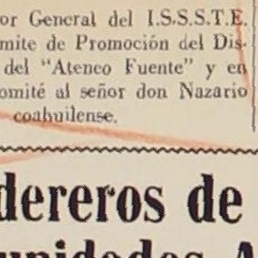 or General del I.S.S.S.T.E.
mite de Promoción del Dis-
del "Ateneo Fuente" y en
omité al señor don Nazario
coahuilense.
dereros de
unidades A